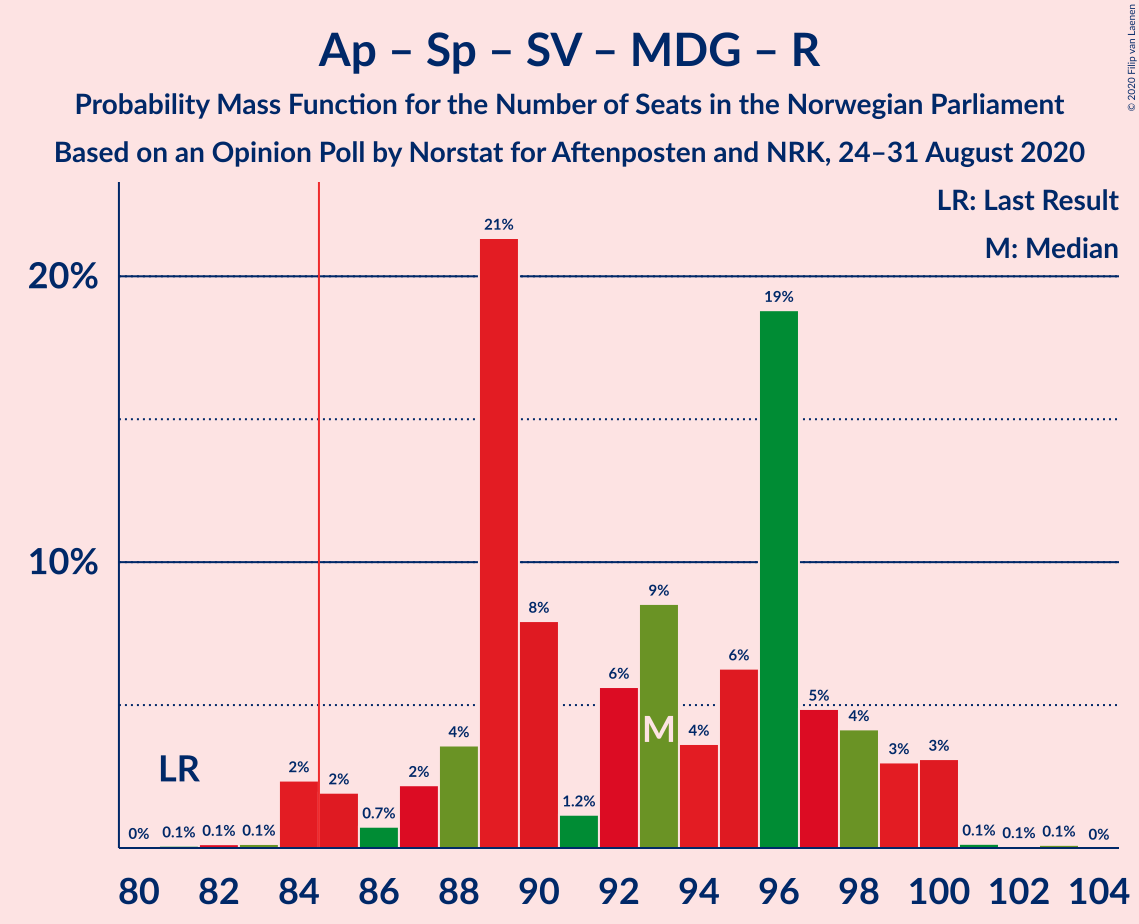 Ap – Sp – SV – MDG – R
Probability Mass Function for the Number of Seats in the Norwegian Parliament
Based on an Opinion Poll by Norstat for Aftenposten and NRK, 24–31 August 2020
© 2020 Filip van Laenen
LR: Last Result
M: Median
20%
10%
LR
M
0% 0.1% 0.1% 0.1% 2% 2% 0.7% 2% 4% 21% 8% 1.2% 6% 9% 4% 6% 19% 5% 4% 3% 3% 0.1% 0.1% 0.1% 0%
80 82 84 86 88 90 92 94 96 98 100 102 104